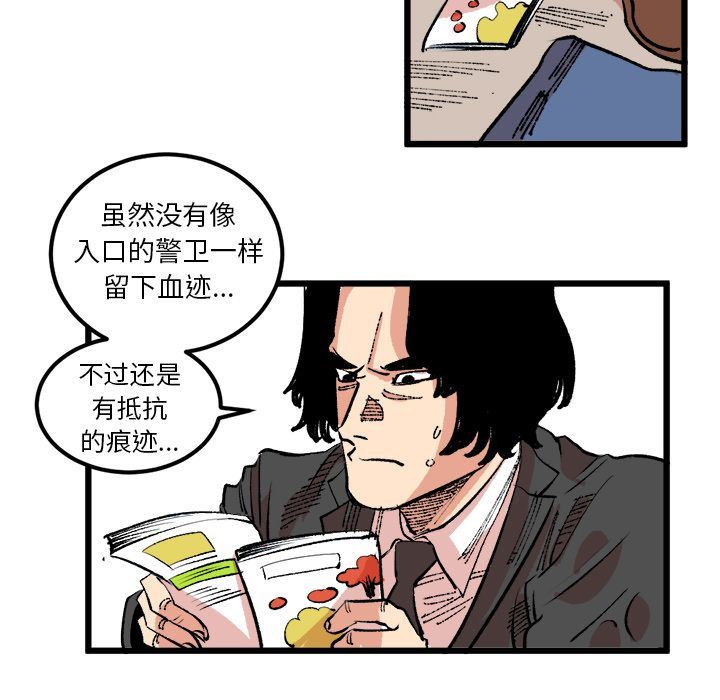 虽然没有像
入口的警卫一样
留下血迹...
不过还是
有抵抗
的痕迹...